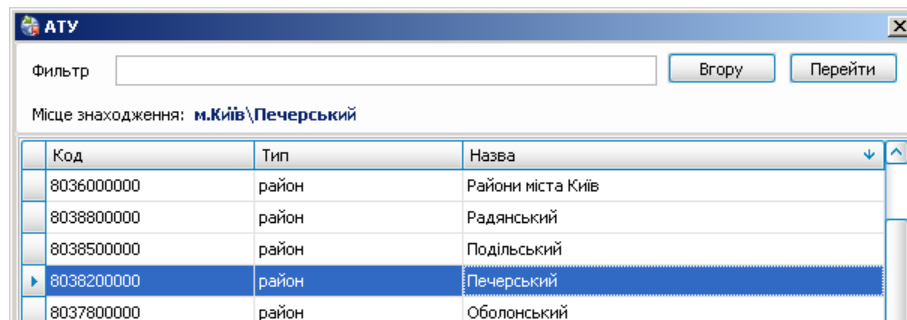 АТУ
Фильтр Вгору Перейти
Місце знаходження: м.Київ\Печерський
Код Тип Назва
8036000000 район Райони міста Київ
8038800000 район Радянський
8038500000 район Подільський
8038200000 район Печерський
8037800000 район Оболонський